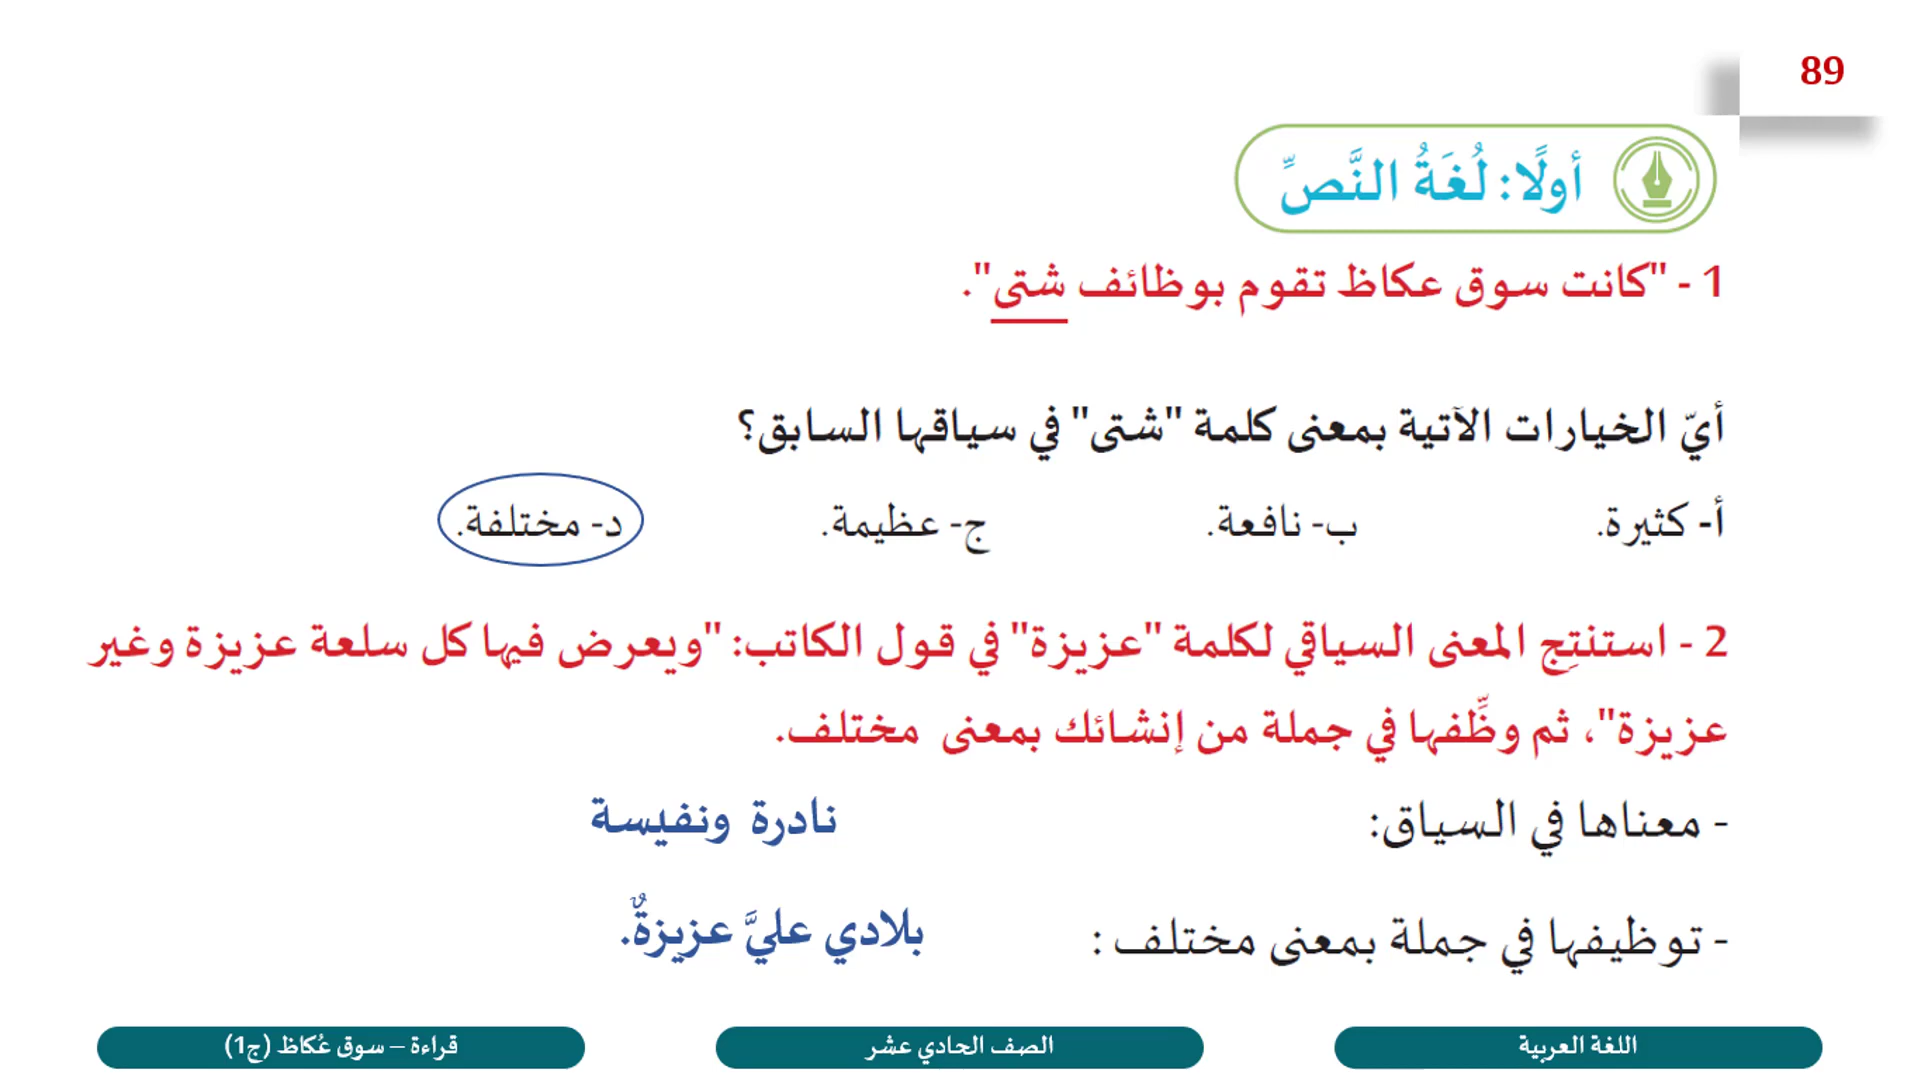 89
أولًا: لُغَةُ النَّصِّ
1 - "كانت سوق عكاظ تقوم بوظائف شتى".
أيّ الخيارات الآتية بمعنى كلمة "شتى" في سياقها السابق؟
أ- كثيرة. ب- نافعة. ج- عظيمة. د- مختلفة.
2 - استنتِج المعنى السياقي لكلمة "عزيزة" في قول الكاتب: "ويعرض فيها كل سلعة عزيزة وغير
عزيزة"، ثم وظِّفها في جملة من إنشائك بمعنى مختلف.
- معناها في السياق: نادرة ونفيسة
- توظيفها في جملة بمعنى مختلف : بلادي عليَّ عزيزةٌ.
اللغة العربية الصف الحادي عشر قراءة – سوق عُكاظ (ج1)